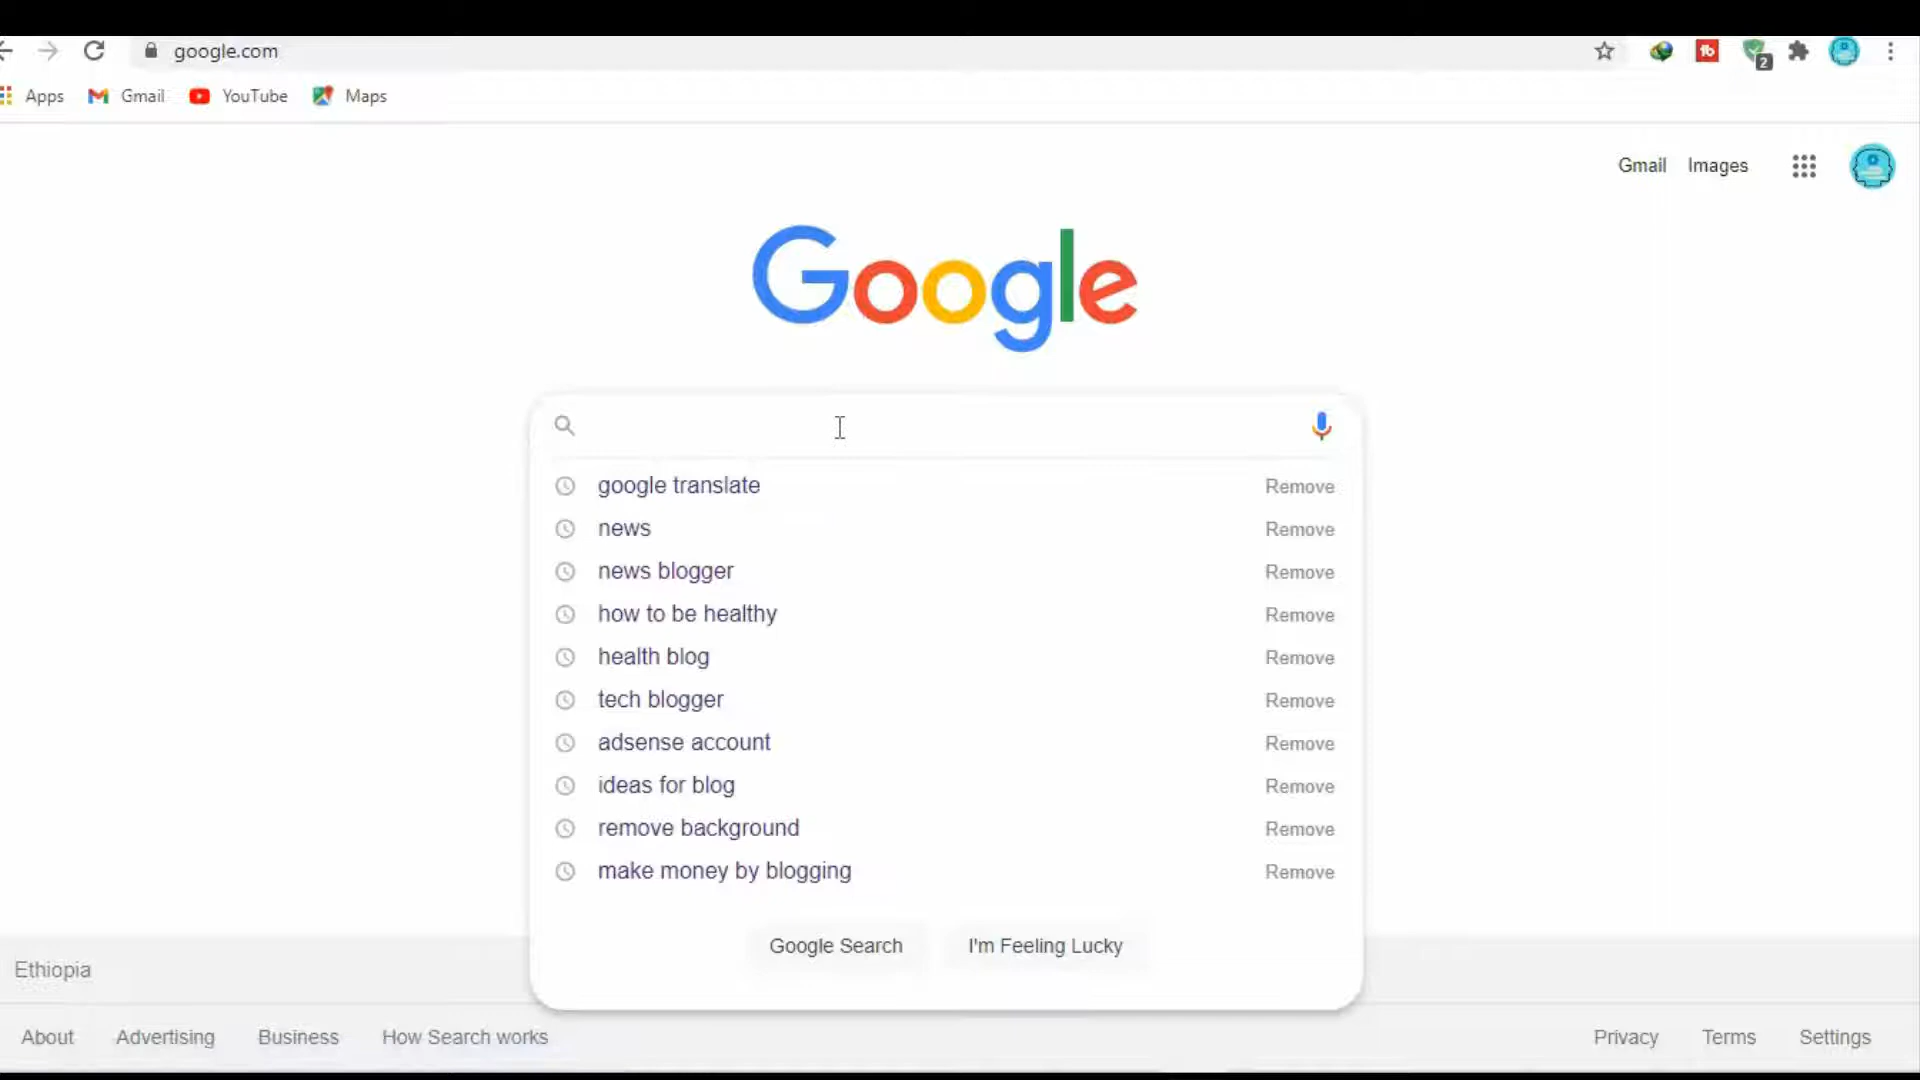 google.com
2
Apps Gmail YouTube Maps
Gmail Images
Google
google translate Remove
news Remove
news blogger Remove
how to be healthy Remove
health blog Remove
tech blogger Remove
adsense account Remove
ideas for blog Remove
remove background Remove
make money by blogging Remove
Google Search I'm Feeling Lucky
Ethiopia
About Advertising Business How Search works Privacy Terms Settings